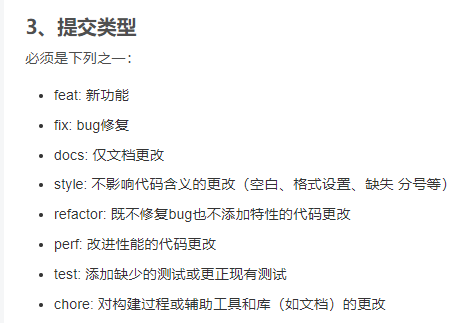 3、提交类型
必须是下列之一：
• feat: 新功能
• fix: bug修复
• docs: 仅文档更改
• style: 不影响代码含义的更改（空白、格式设置、缺失 分号等）
• refactor: 既不修复bug也不添加特性的代码更改
• perf: 改进性能的代码更改
• test: 添加缺少的测试或更正现有测试
• chore: 对构建过程或辅助工具和库（如文档）的更改